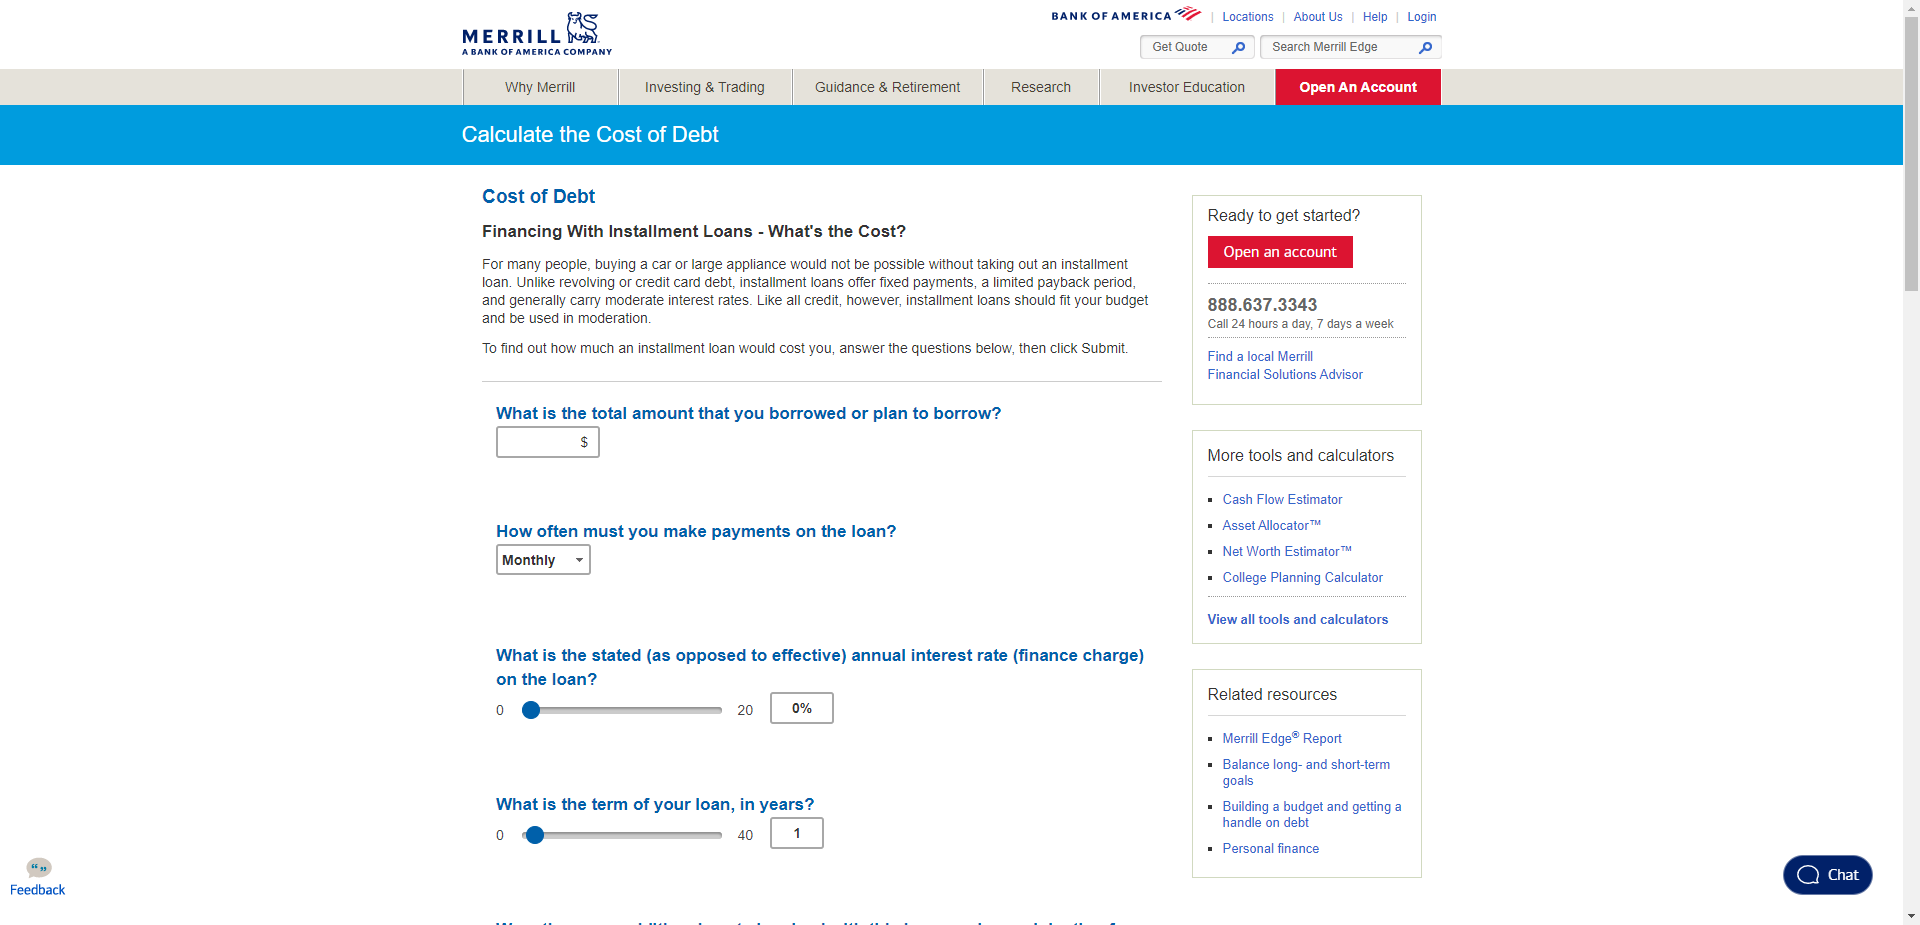 MERRILL
A BANK OF AMERICA COMPANY
BANK OF AMERICA
Locations
About Us
Help
Login
Get Quote
Search Merrill Edge
Why Merrill
Investing & Trading
Guidance & Retirement
Research
Investor Education
Open An Account
Calculate the Cost of Debt
Cost of Debt
Financing With Installment Loans - What's the Cost?
For many people, buying a car or large appliance would not be possible without taking out an installment
loan. Unlike revolving or credit card debt, installment loans offer fixed payments, a limited payback period,
and generally carry moderate interest rates. Like all credit, however, installment loans should fit your budget
and be used in moderation.
To find out how much an installment loan would cost you, answer the questions below, then click Submit.
What is the total amount that you borrowed or plan to borrow?
$
How often must you make payments on the loan?
Monthly
What is the stated (as opposed to effective) annual interest rate (finance charge)
on the loan?
0
20
0%
What is the term of your loan, in years?
0
40
1
Ready to get started?
Open an account
888.637.3343
Call 24 hours a day, 7 days a week
Find a local Merrill
Financial Solutions Advisor
More tools and calculators
Cash Flow Estimator
Asset Allocator™
Net Worth Estimator™
College Planning Calculator
View all tools and calculators
Related resources
Merrill Edge® Report
Balance long- and short-term
goals
Building a budget and getting a
handle on debt
Personal finance
Feedback
Chat